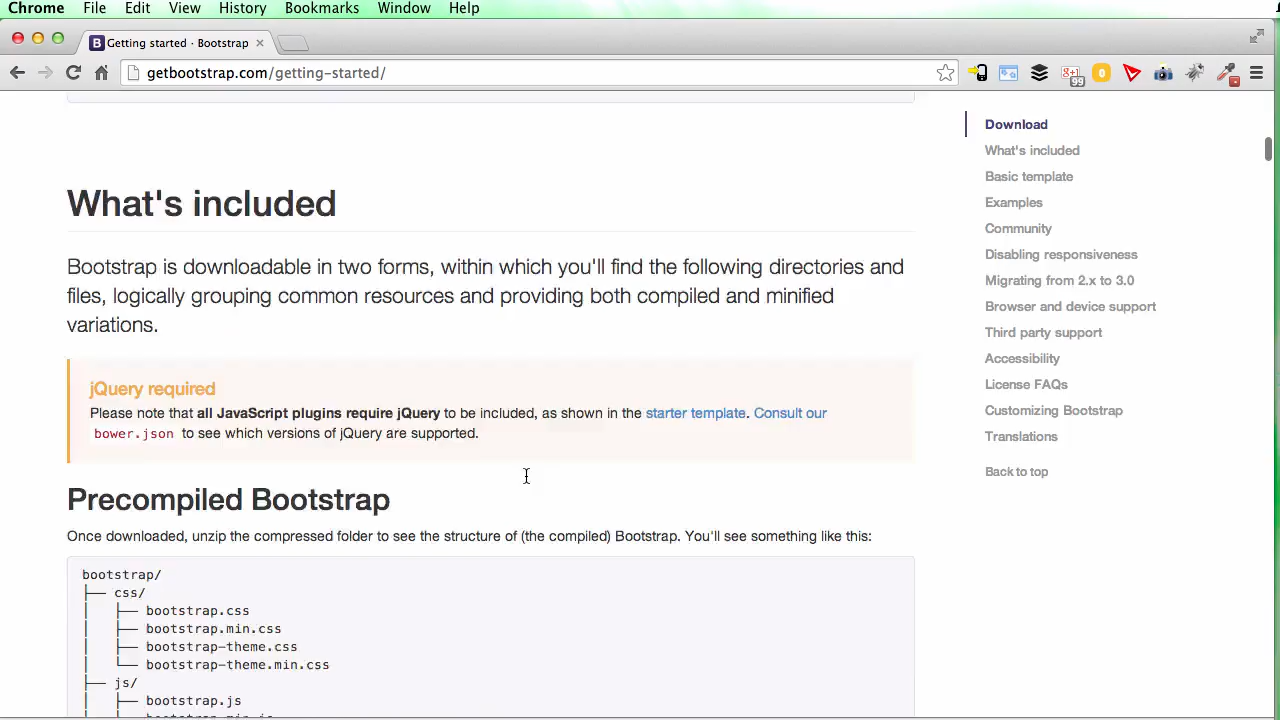 Chrome File Edit View History Bookmarks Window Help
Getting started · Bootstrap ×
getbootstrap.com/getting-started/
g+1
99
0
What's included
Bootstrap is downloadable in two forms, within which you'll find the following directories and
files, logically grouping common resources and providing both compiled and minified
variations.
jQuery required
Please note that all JavaScript plugins require jQuery to be included, as shown in the starter template. Consult our
bower.json to see which versions of jQuery are supported.
Precompiled Bootstrap
Once downloaded, unzip the compressed folder to see the structure of (the compiled) Bootstrap. You'll see something like this:
bootstrap/
├── css/
│   ├── bootstrap.css
│   ├── bootstrap.min.css
│   ├── bootstrap-theme.css
│   └── bootstrap-theme.min.css
├── js/
│   ├── bootstrap.js
Download
What's included
Basic template
Examples
Community
Disabling responsiveness
Migrating from 2.x to 3.0
Browser and device support
Third party support
Accessibility
License FAQs
Customizing Bootstrap
Translations
Back to top